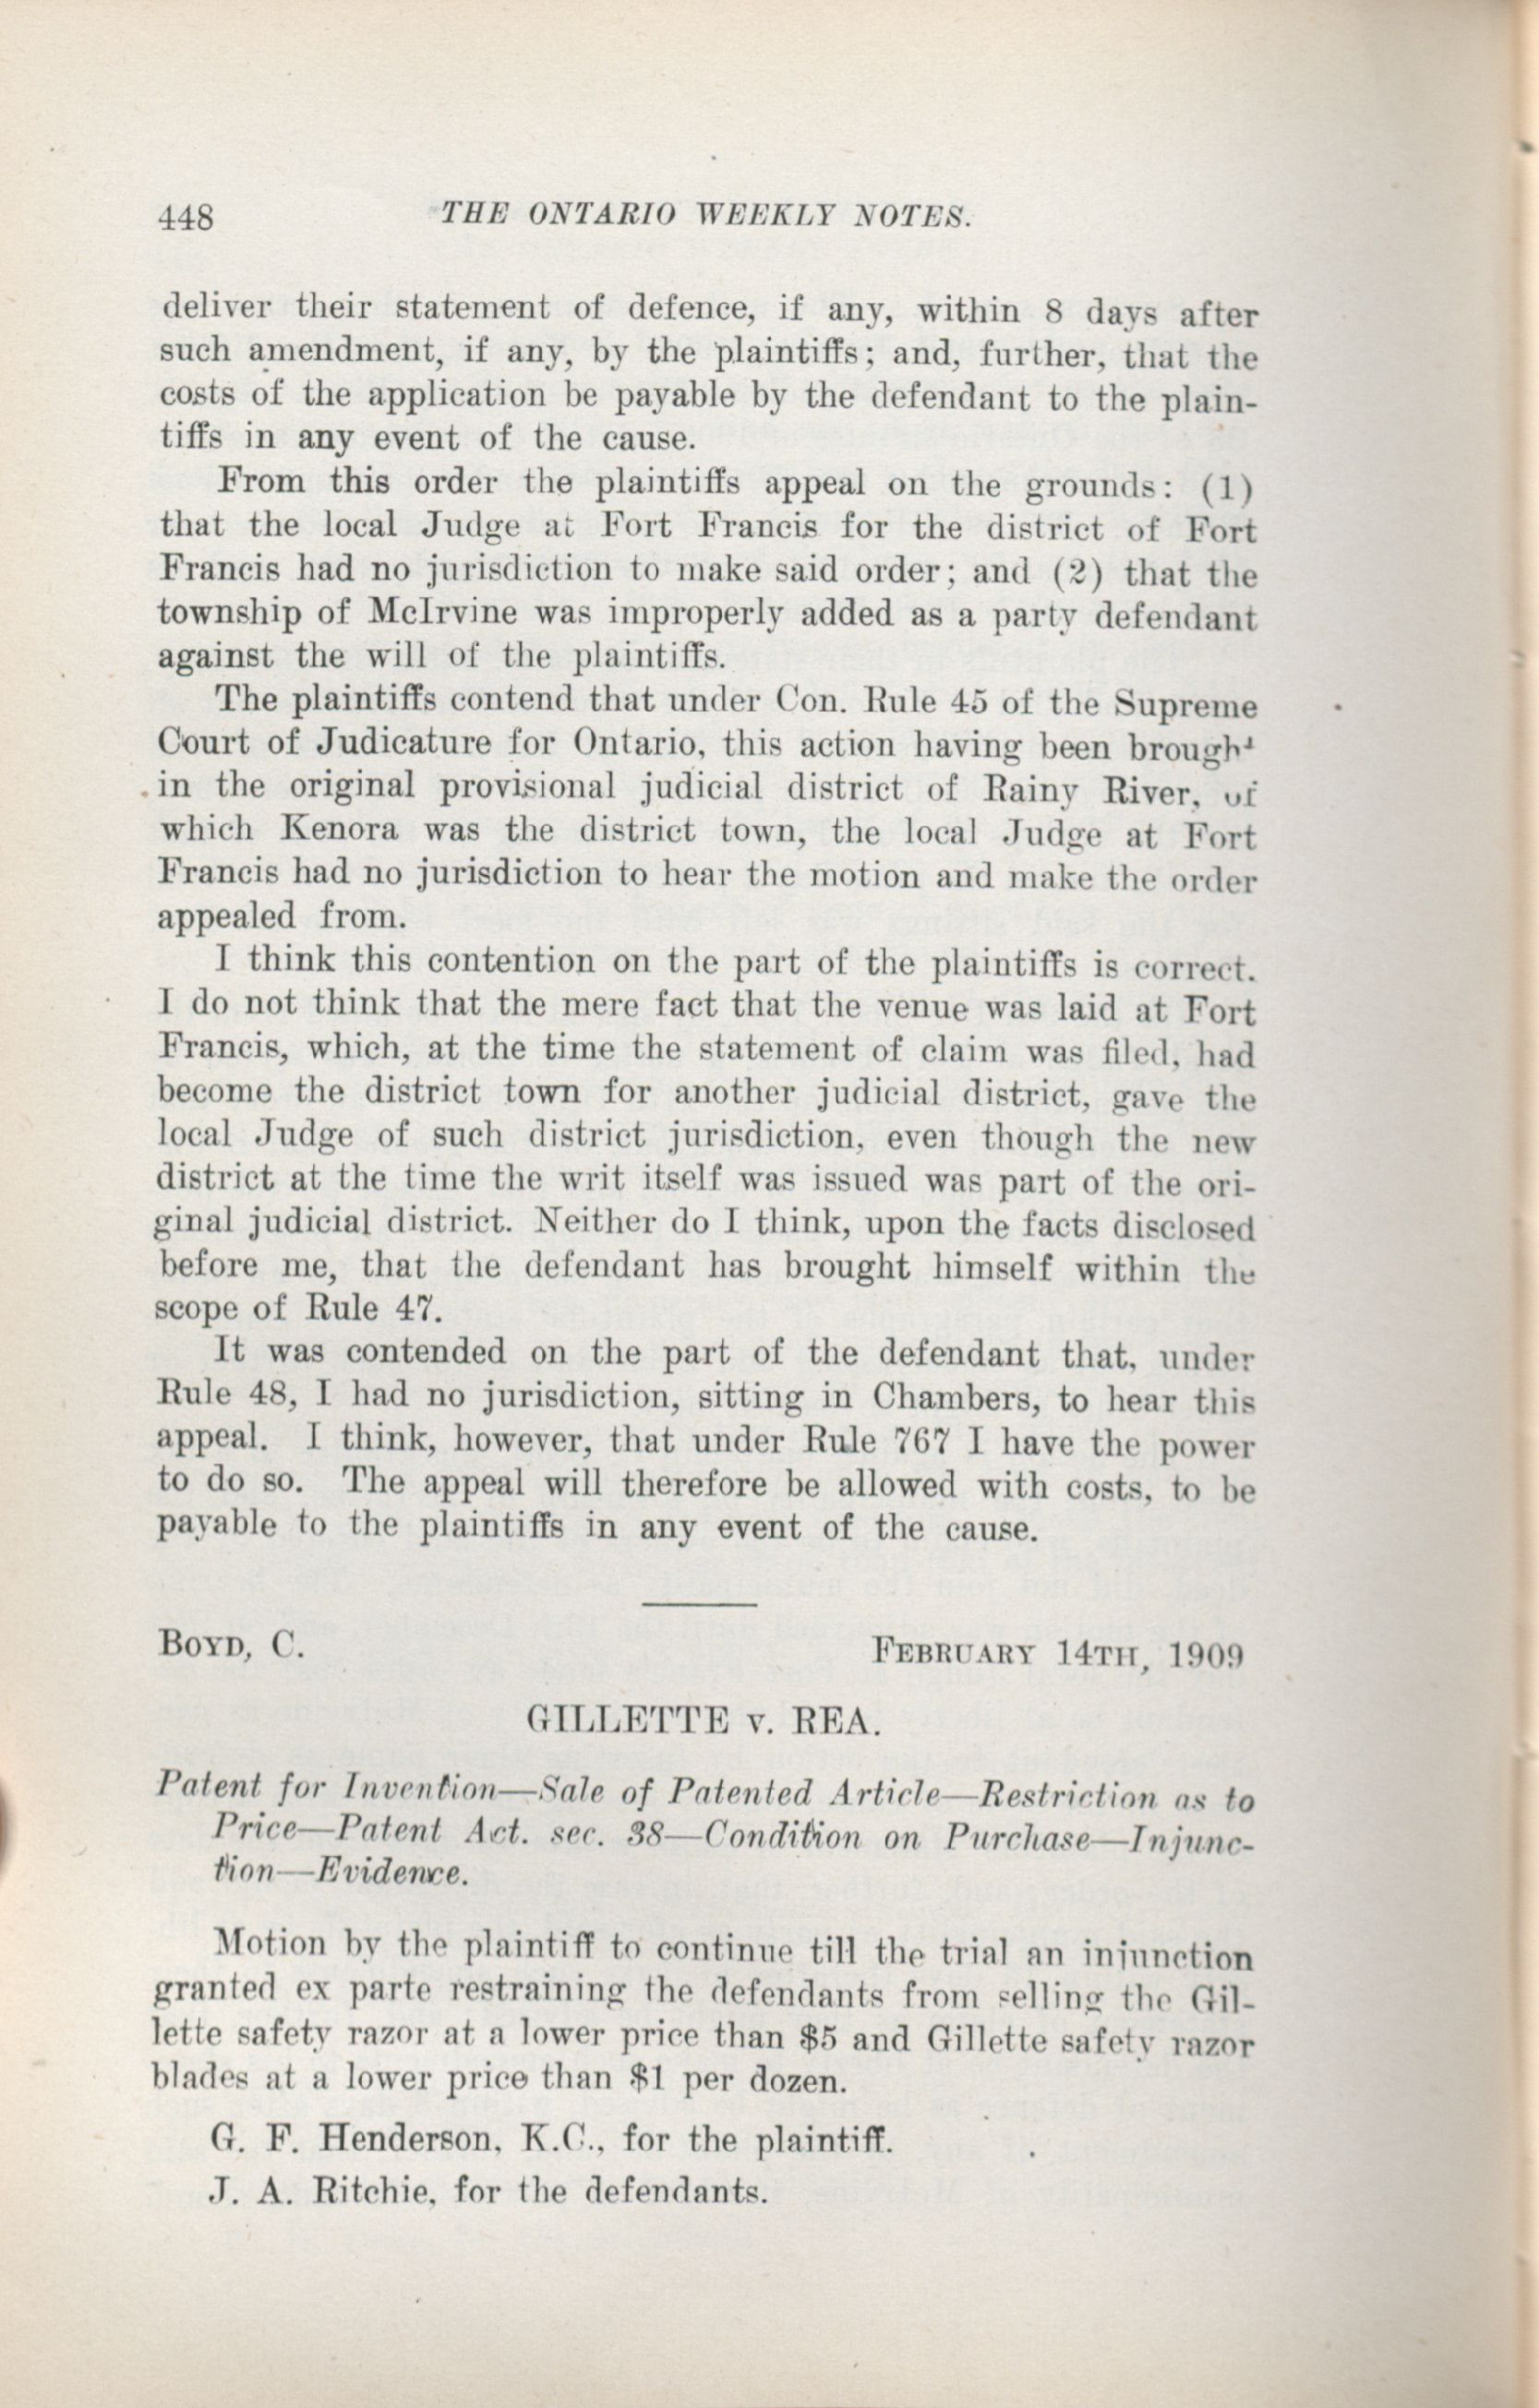 448 THE ONTARIO WEEKLY NOTES.
deliver their statement of defence, if any, within 8 days after
such amendment, if any, by the plaintiffs; and, further, that the
costs of the application be payable by the defendant to the plain-
tiffs in any event of the cause.
From this order the plaintiffs appeal on the grounds: (1)
that the local Judge at Fort Francis for the district of Fort
Francis had no jurisdiction to make said order; and (2) that the
township of McIrvine was improperly added as a party defendant
against the will of the plaintiffs.
The plaintiffs contend that under Con. Rule 45 of the Supreme
Court of Judicature for Ontario, this action having been brought
in the original provisional judicial district of Rainy River, of
which Kenora was the district town, the local Judge at Fort
Francis had no jurisdiction to hear the motion and make the order
appealed from.
I think this contention on the part of the plaintiffs is correct.
I do not think that the mere fact that the venue was laid at Fort
Francis, which, at the time the statement of claim was filed, had
become the district town for another judicial district, gave the
local Judge of such district jurisdiction, even though the new
district at the time the writ itself was issued was part of the ori-
ginal judicial district. Neither do I think, upon the facts disclosed
before me, that the defendant has brought himself within the
scope of Rule 47.
It was contended on the part of the defendant that, under
Rule 48, I had no jurisdiction, sitting in Chambers, to hear this
appeal. I think, however, that under Rule 767 I have the power
to do so. The appeal will therefore be allowed with costs, to be
payable to the plaintiffs in any event of the cause.
BOYD, C. FEBRUARY 14TH, 1909
GILLETTE v. REA.
Patent for Invention—Sale of Patented Article—Restriction as to
Price—Patent Act. sec. 38—Condition on Purchase—Injunc-
tion—Evidence.
Motion by the plaintiff to continue till the trial an injunction
granted ex parte restraining the defendants from selling the Gil-
lette safety razor at a lower price than $5 and Gillette safety razor
blades at a lower price than $1 per dozen.
G. F. Henderson, K.C., for the plaintiff.
J. A. Ritchie, for the defendants.